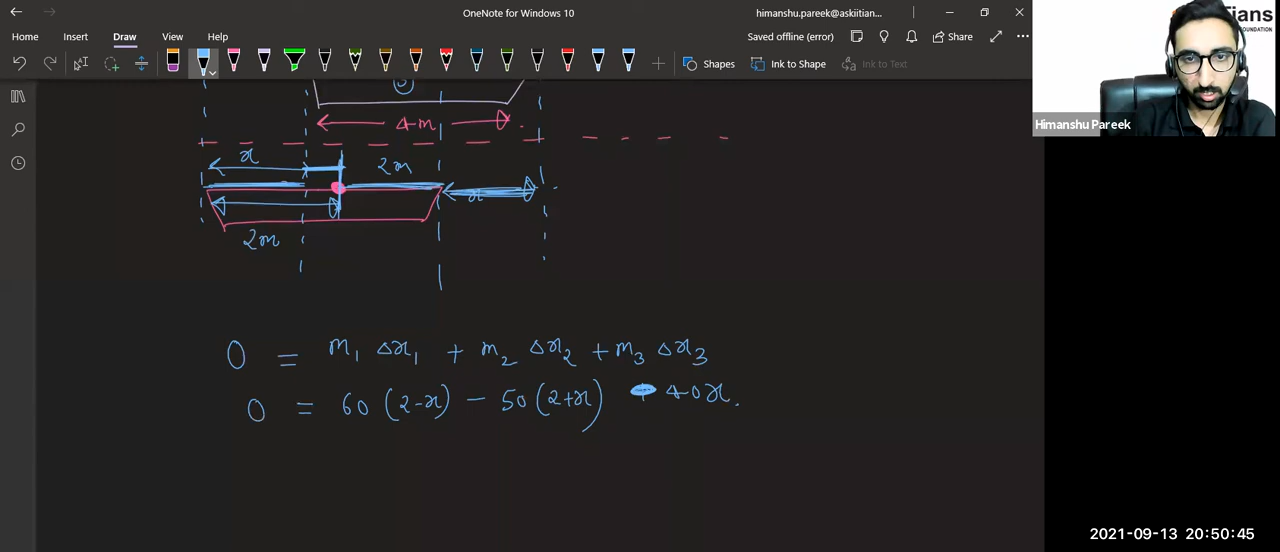 OneNote for Windows 10
himanshu.pareek@askiitian...
Home Insert Draw View Help
Saved offline (error) Share
Shapes Ink to Shape Ink to Text
4m
x 2m
x
2m
0 = m₁ Δx₁ + m₂ Δx₂ + m₃ Δx₃
0 = 60 (2-x) - 50 (2+x) - 40x.
Himanshu Pareek
2021-09-13 20:50:45